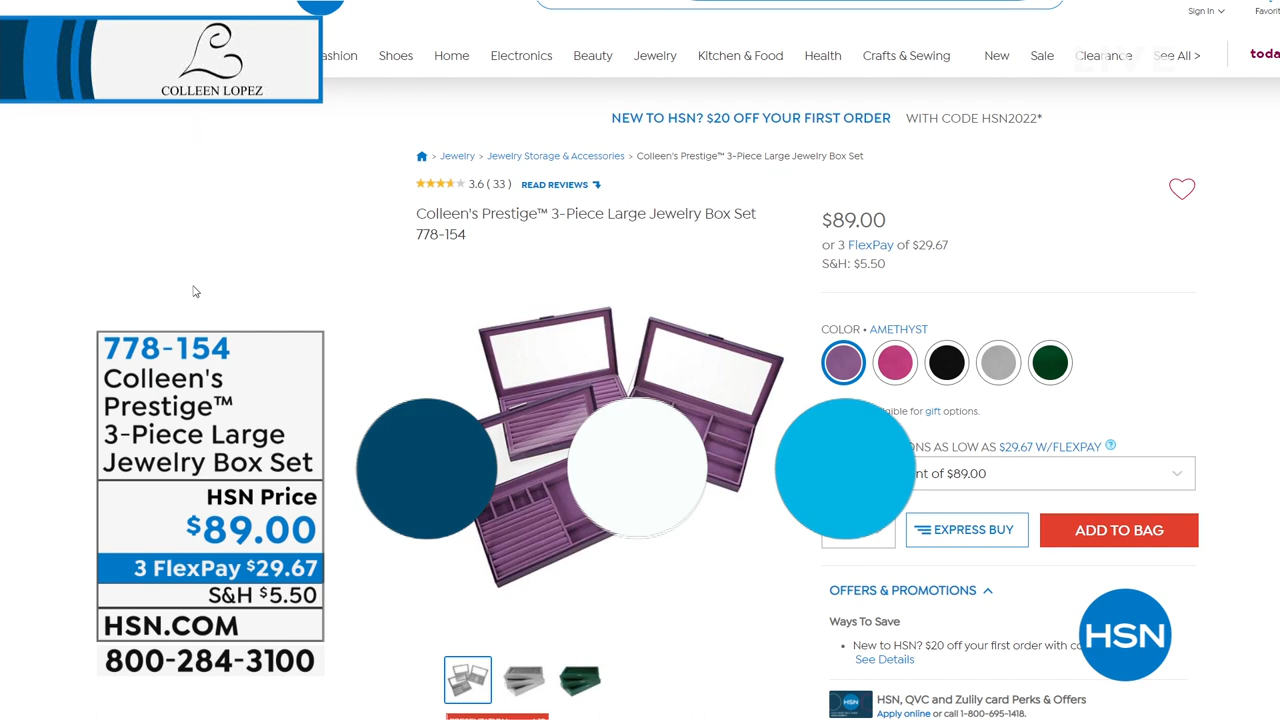 COLLEEN LOPEZ
Sign In
Fashion Shoes Home Electronics Beauty Jewelry Kitchen & Food Health Crafts & Sewing New Sale Clearance See All >
NEW TO HSN? $20 OFF YOUR FIRST ORDER WITH CODE HSN2022*
> Jewelry > Jewelry Storage & Accessories > Colleen's Prestige™ 3-Piece Large Jewelry Box Set
3.6 ( 33 ) READ REVIEWS
Colleen's Prestige™ 3-Piece Large Jewelry Box Set
778-154
$89.00
or 3 FlexPay of $29.67
S&H: $5.50
COLOR • AMETHYST
gift options.
AS LOW AS $29.67 W/FLEXPAY
of $89.00
EXPRESS BUY
ADD TO BAG
OFFERS & PROMOTIONS
Ways To Save
• New to HSN? $20 off your first order with
See Details
HSN, QVC and Zulily card Perks & Offers
Apply online or call 1-800-695-1418.
HSN
778-154
Colleen's
Prestige™
3-Piece Large
Jewelry Box Set
HSN Price
$89.00
3 FlexPay $29.67
S&H $5.50
HSN.COM
800-284-3100